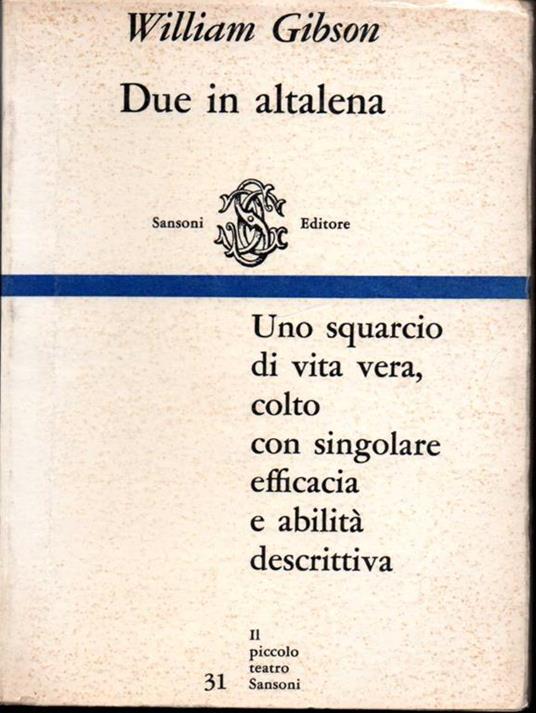 William Gibson
Due in altalena
Sansoni Editore
Uno squarcio
di vita vera,
colto
con singolare
efficacia
e abilità
descrittiva
Il
piccolo
teatro
31 Sansoni